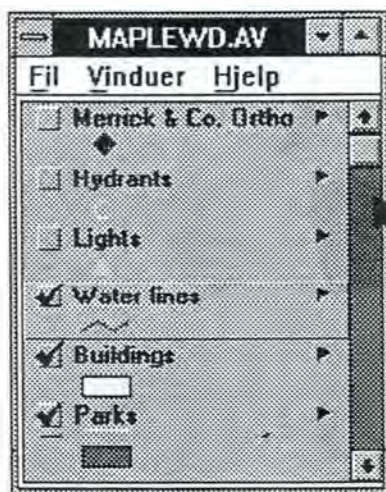 MAPLEWD.AV
Fil Vinduer Hjelp
Merrick & Co. Ortho
Hydrants
Lights
Water lines
Buildings
Parks